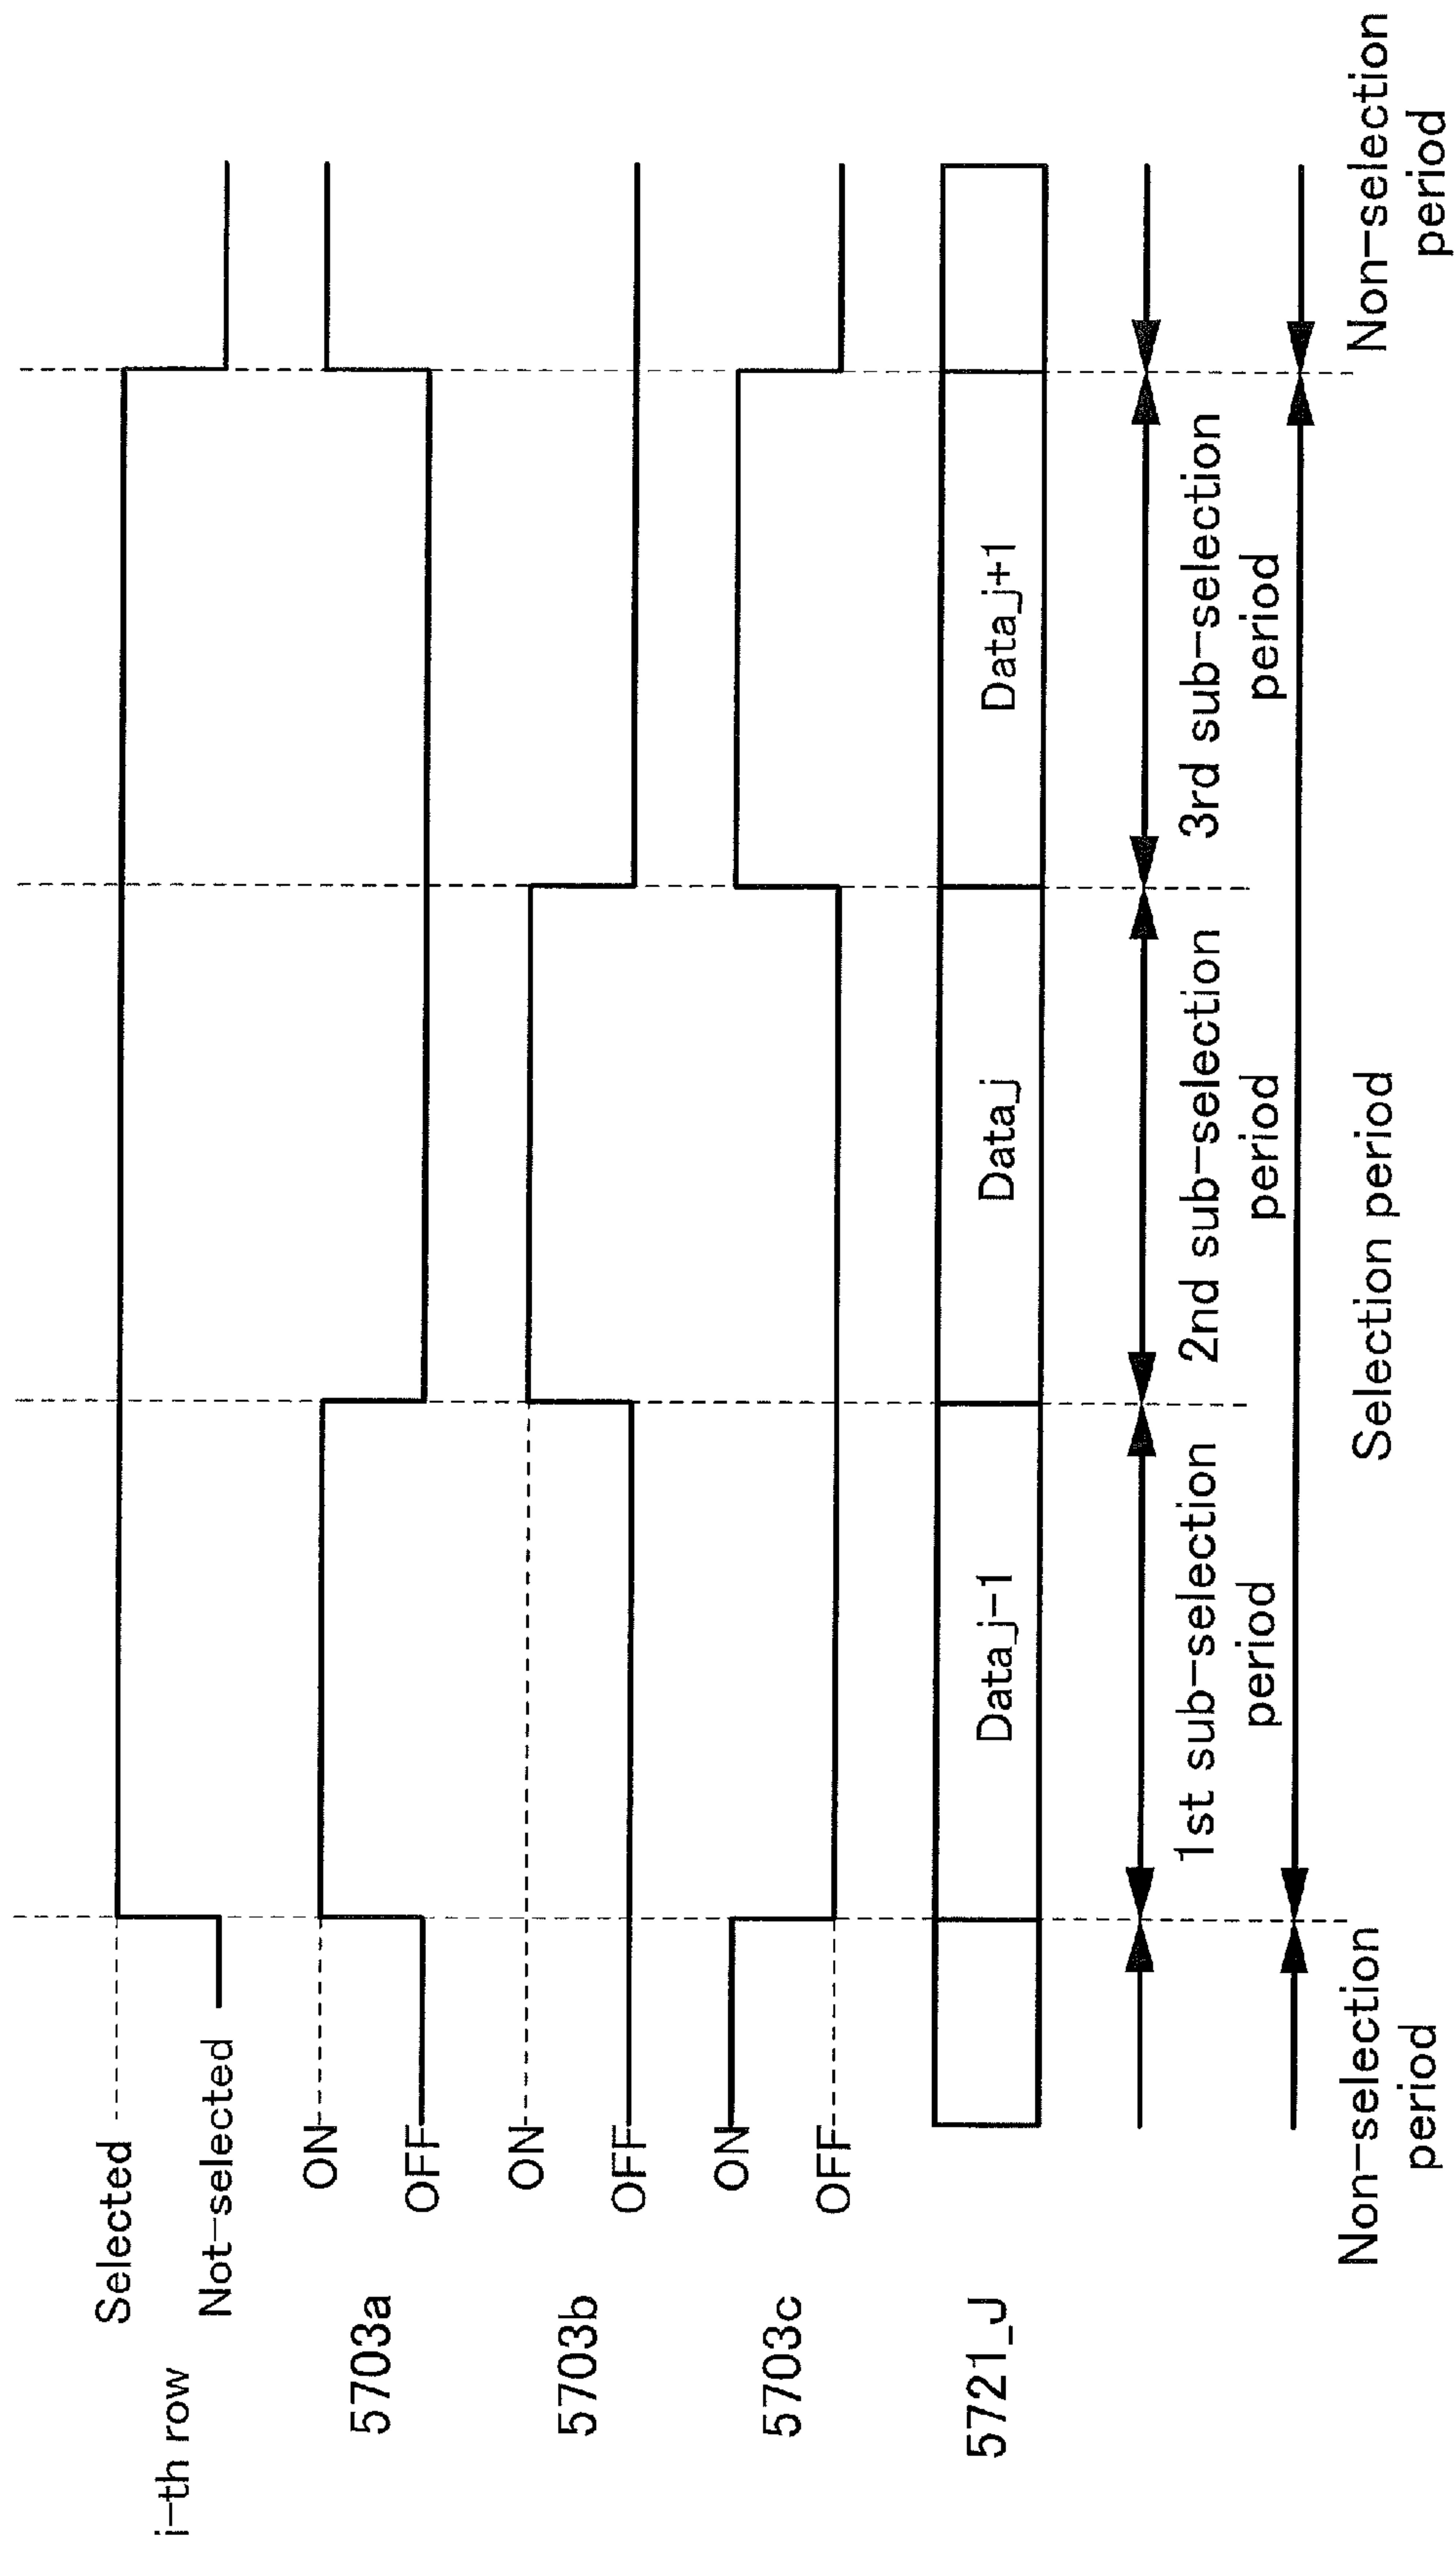 i-th row
Selected
Not-selected
5703a
ON
OFF
5703b
ON
OFF
5703c
ON
OFF
5721_J
Data_j-1
Data_j
Data_j+1
1st sub-selection
period
2nd sub-selection
period
3rd sub-selection
period
Non-selection
period
Selection period
Non-selection
period